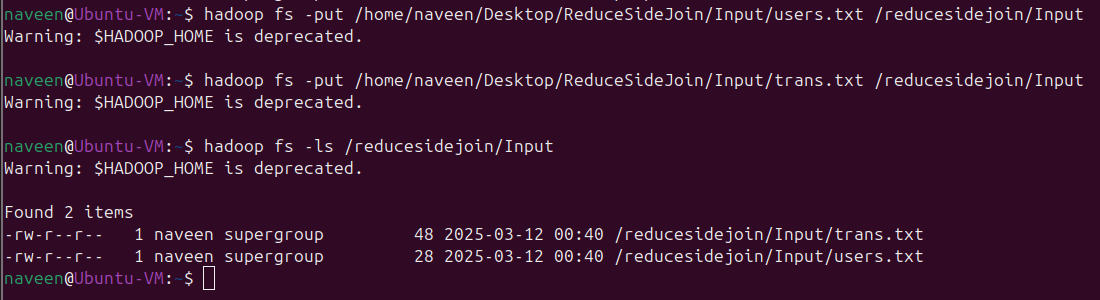 naveen@Ubuntu-VM:~$ hadoop fs -put /home/naveen/Desktop/ReduceSideJoin/Input/users.txt /reducesidejoin/Input
Warning: $HADOOP_HOME is deprecated.
naveen@Ubuntu-VM:~$ hadoop fs -put /home/naveen/Desktop/ReduceSideJoin/Input/trans.txt /reducesidejoin/Input
Warning: $HADOOP_HOME is deprecated.
naveen@Ubuntu-VM:~$ hadoop fs -ls /reducesidejoin/Input
Warning: $HADOOP_HOME is deprecated.
Found 2 items
-rw-r--r--   1 naveen supergroup         48 2025-03-12 00:40 /reducesidejoin/Input/trans.txt
-rw-r--r--   1 naveen supergroup         28 2025-03-12 00:40 /reducesidejoin/Input/users.txt
naveen@Ubuntu-VM:~$